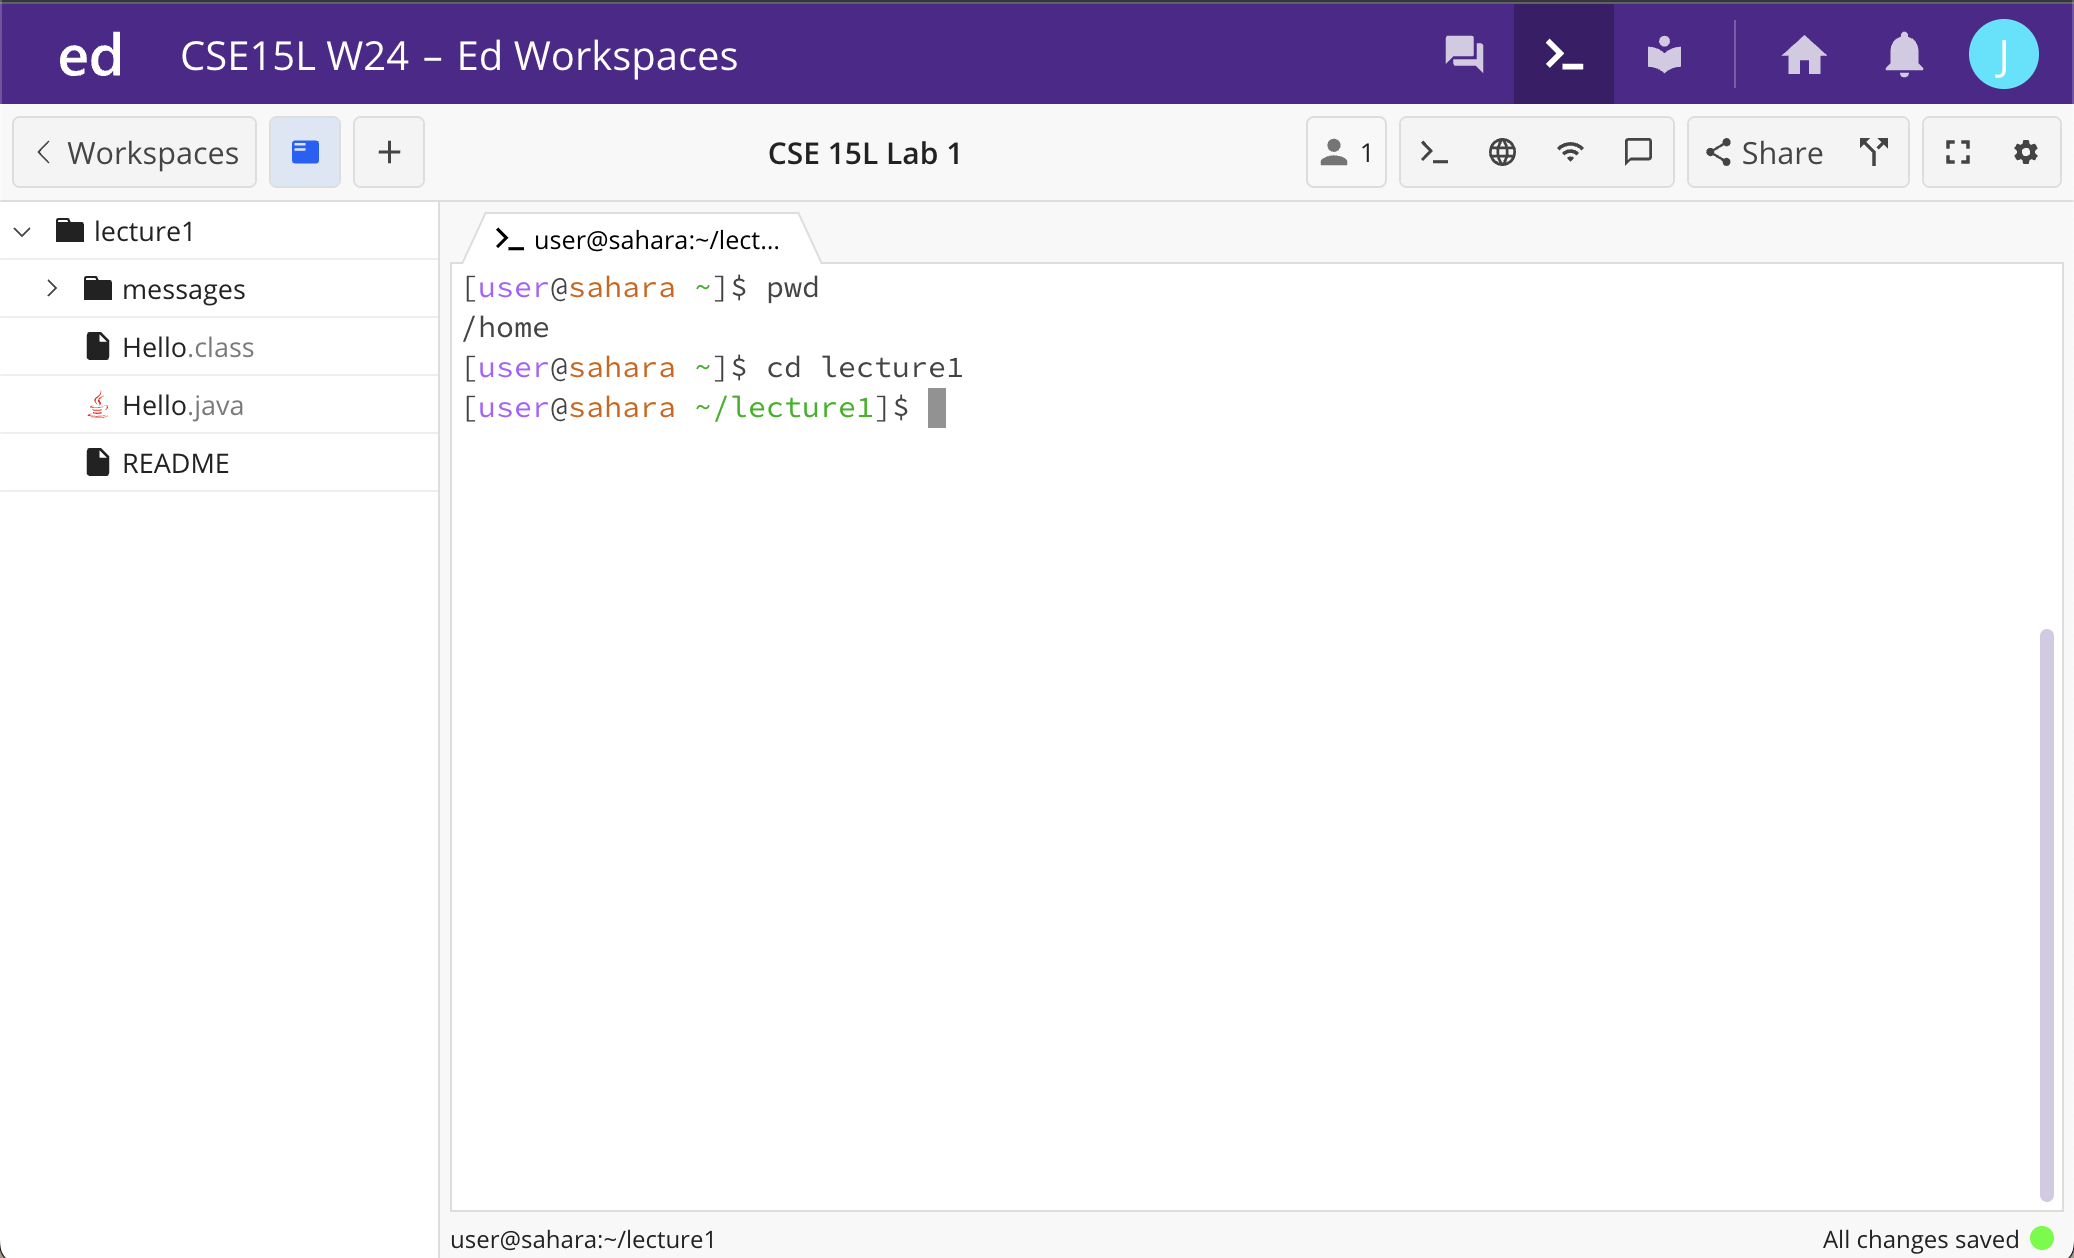 ed CSE15L W24 – Ed Workspaces J
Workspaces CSE 15L Lab 1 1 Share
lecture1
messages
Hello.class
Hello.java
README
user@sahara:~/lect...
[user@sahara ~]$ pwd
/home
[user@sahara ~]$ cd lecture1
[user@sahara ~/lecture1]$
user@sahara:~/lecture1 All changes saved